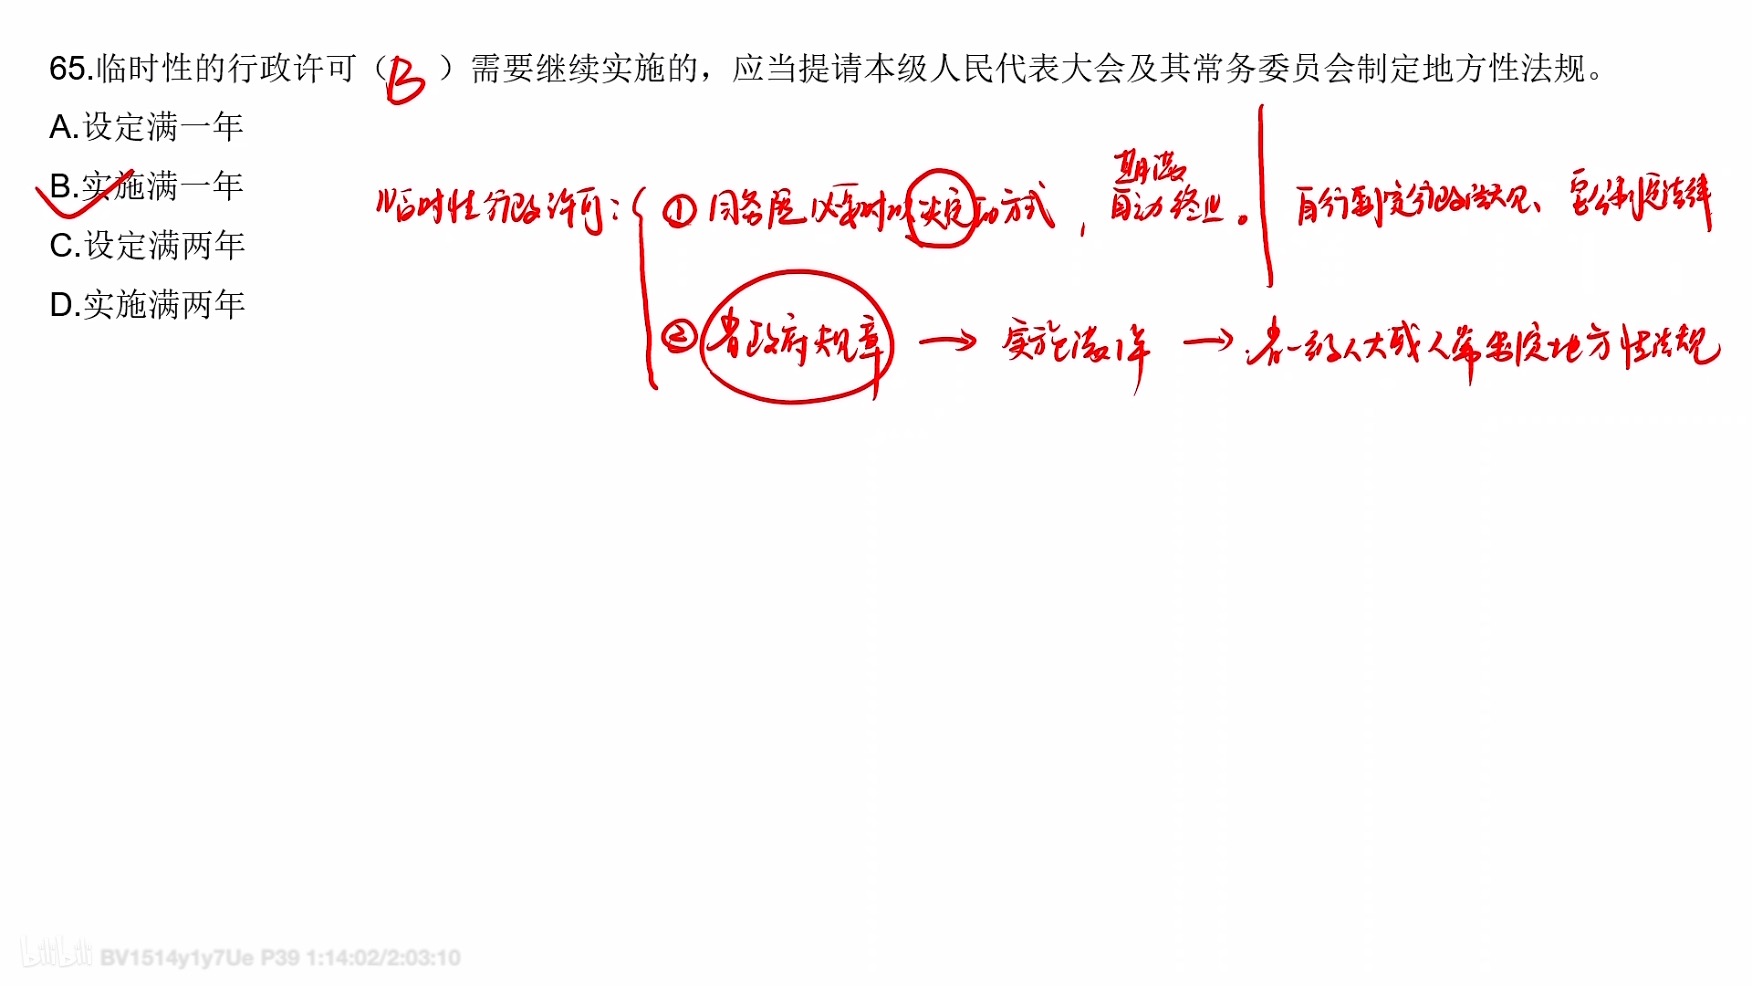 65.临时性的行政许可（B）需要继续实施的，应当提请本级人民代表大会及其常务委员会制定地方性法规。
A.设定满一年
B.实施满一年
C.设定满两年
D.实施满两年
期满
临时性行政许可：{ ① 国务院 必要时以决定的方式，自动终止。 自行制定行政法规、要么制定法律
② 省政府规章 → 实施满1年 → 省一级人大或人常制定地方性法规
bilibili BV1514y1y7Ue P39 1:14:02/2:03:10